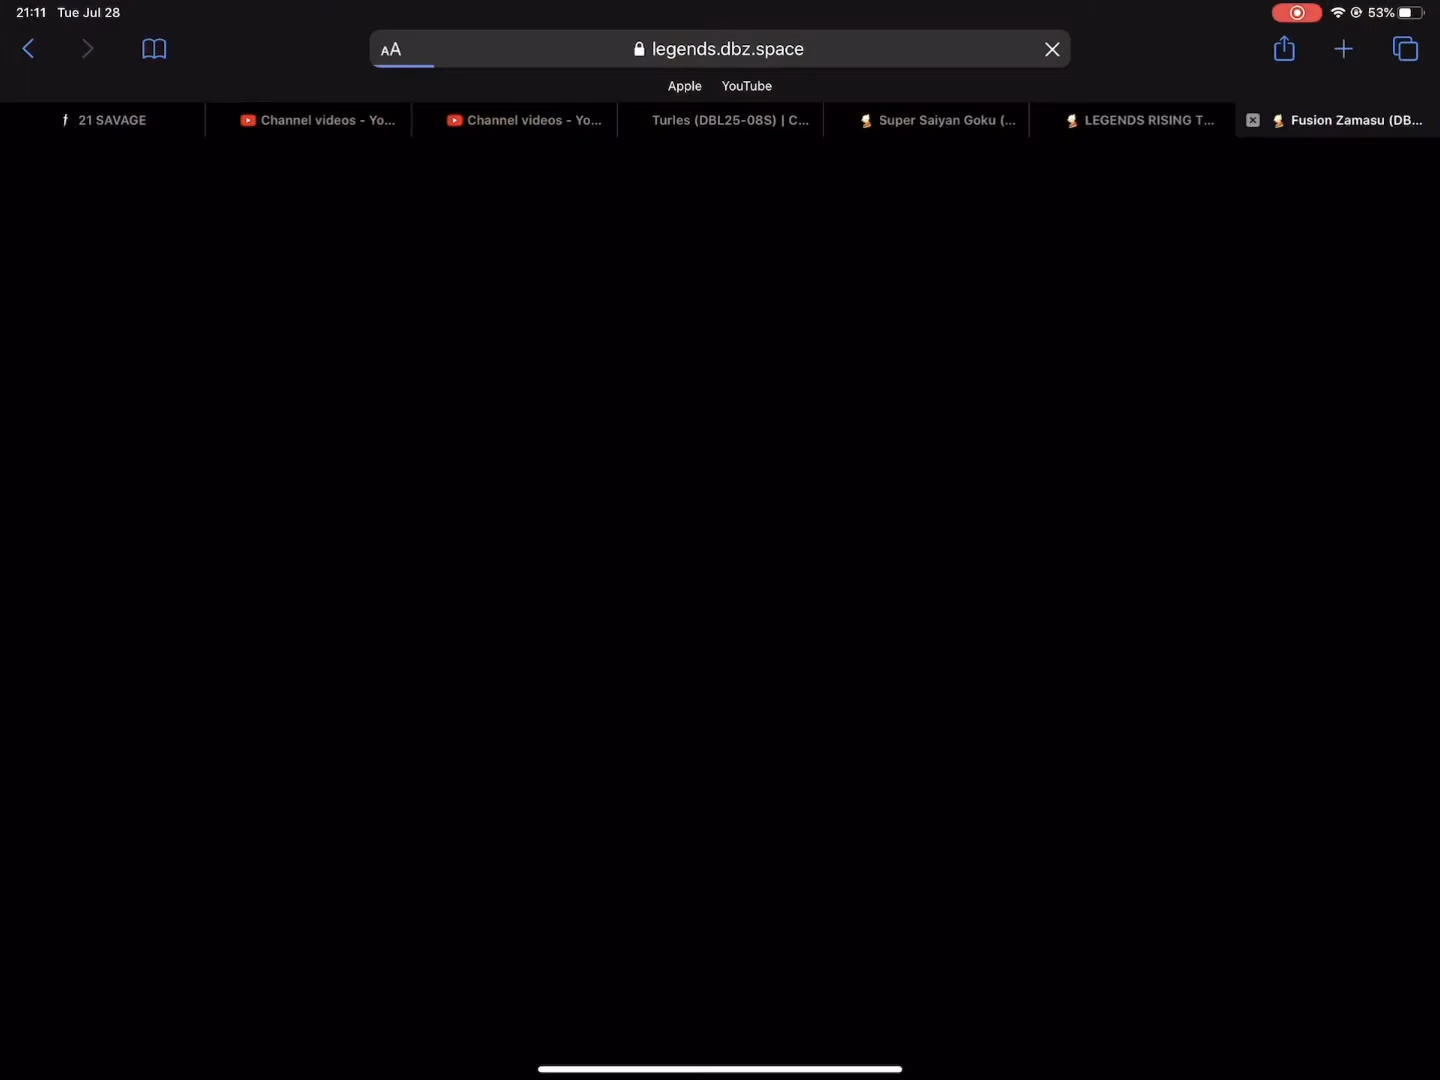 21:11 Tue Jul 28
53%
AA legends.dbz.space
Apple YouTube
21 SAVAGE
Channel videos - Yo...
Channel videos - Yo...
Turles (DBL25-08S) | C...
Super Saiyan Goku (...
LEGENDS RISING T...
Fusion Zamasu (DB...